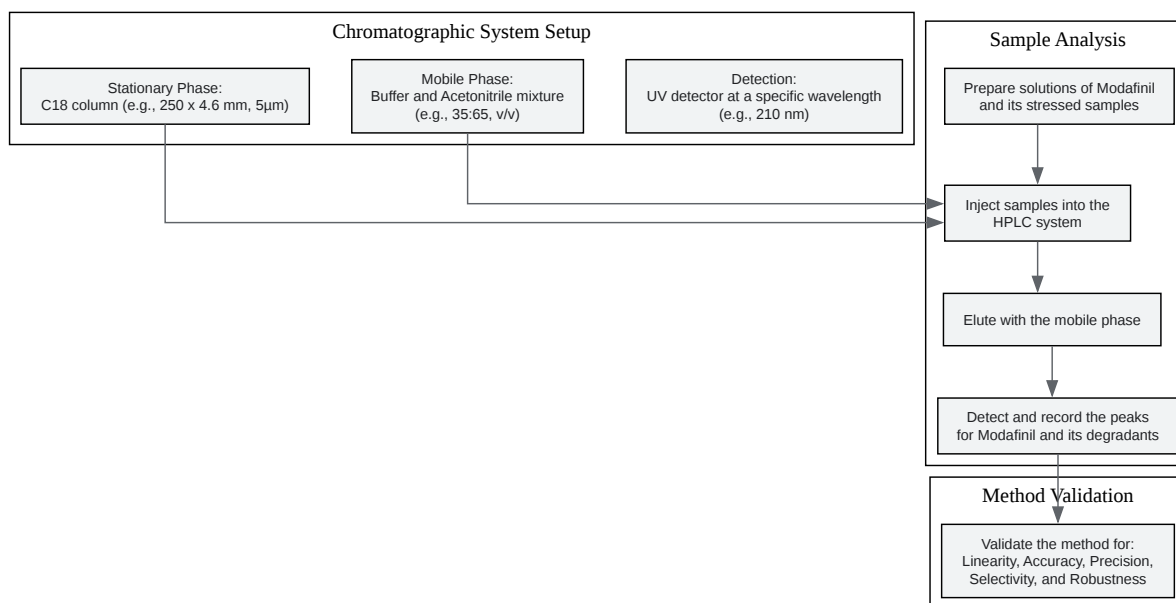 Chromatographic System Setup
Stationary Phase:
C18 column (e.g., 250 x 4.6 mm, 5µm)
Mobile Phase:
Buffer and Acetonitrile mixture
(e.g., 35:65, v/v)
Detection:
UV detector at a specific wavelength
(e.g., 210 nm)
Sample Analysis
Prepare solutions of Modafinil
and its stressed samples
Inject samples into the
HPLC system
Elute with the mobile phase
Detect and record the peaks
for Modafinil and its degradants
Method Validation
Validate the method for:
Linearity, Accuracy, Precision,
Selectivity, and Robustness